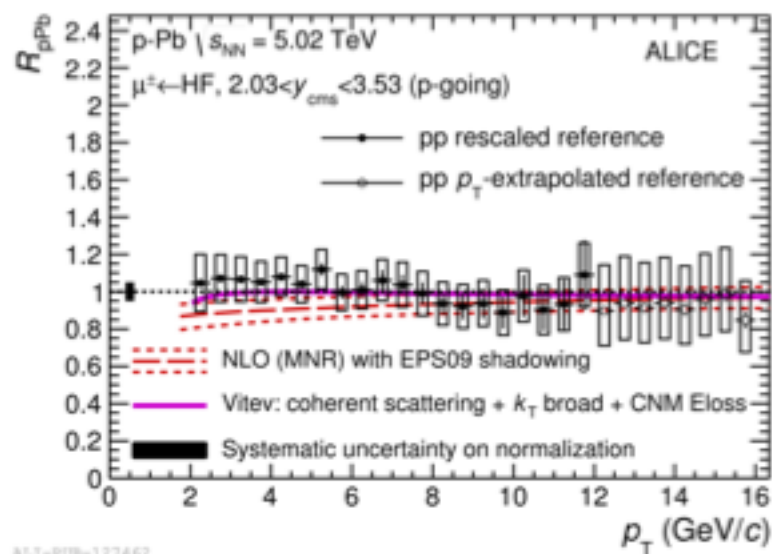 R_pPb
2.4
2.2
2
1.8
1.6
1.4
1.2
1
0.8
0.6
0.4
0.2
0
p-Pb √s_NN = 5.02 TeV
ALICE
μ±←HF, 2.03<y_cms<3.53 (p-going)
pp rescaled reference
pp p_T-extrapolated reference
NLO (MNR) with EPS09 shadowing
Vitev: coherent scattering + k_T broad + CNM Eloss
Systematic uncertainty on normalization
0 2 4 6 8 10 12 14 16
p_T (GeV/c)